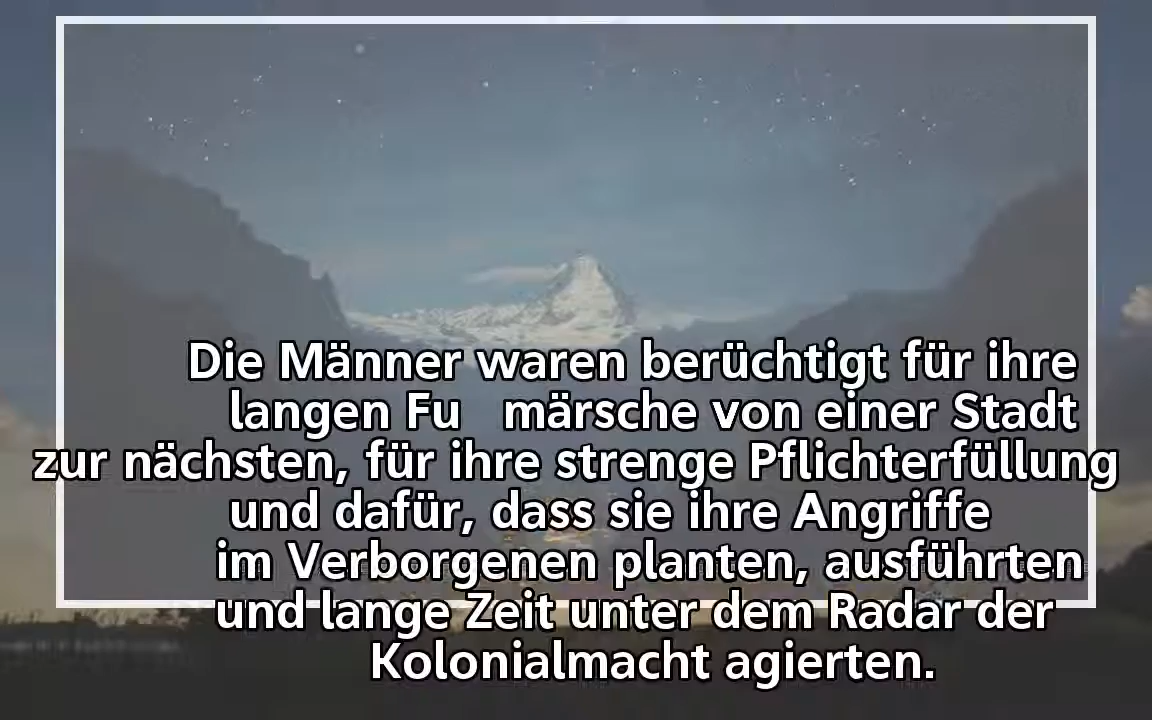 Die Männer waren berüchtigt für ihre
langen Fu märsche von einer Stadt
zur nächsten, für ihre strenge Pflichterfüllung
und dafür, dass sie ihre Angriffe
im Verborgenen planten, ausführten
und lange Zeit unter dem Radar der
Kolonialmacht agierten.